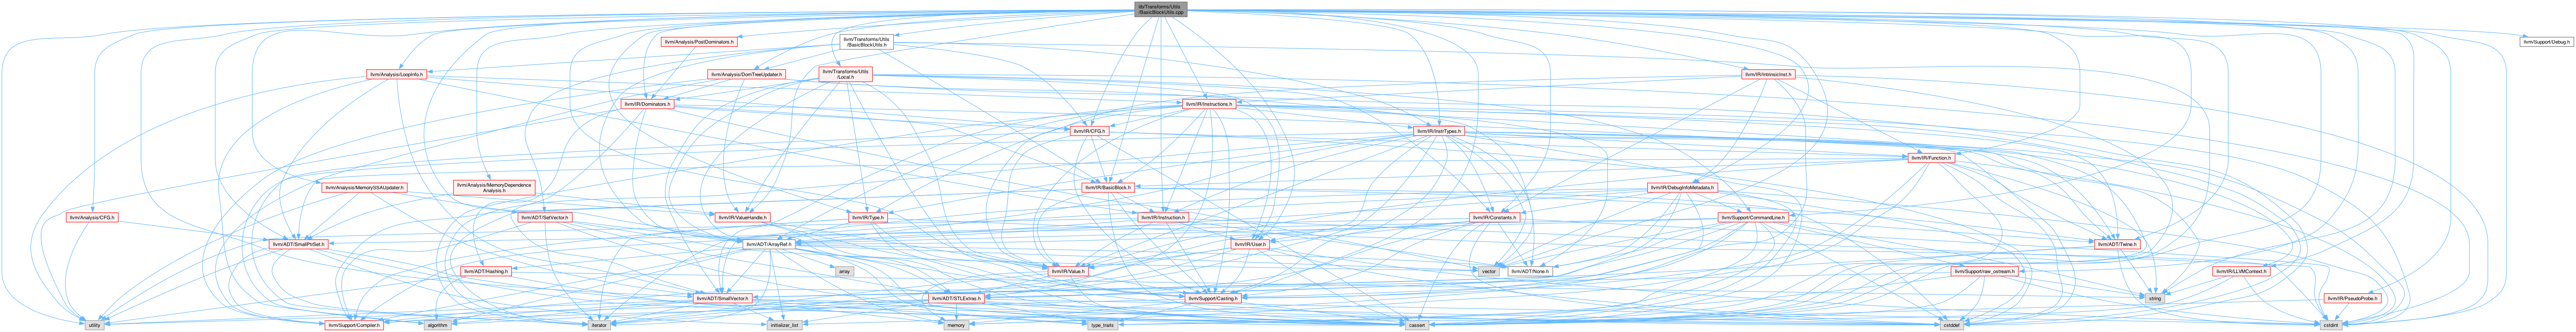 lib/Transforms/Utils
/BasicBlockUtils.cpp
llvm/Analysis/PostDominators.h
llvm/Transforms/Utils
/BasicBlockUtils.h
llvm/Support/Debug.h
llvm/Analysis/LoopInfo.h
llvm/Analysis/DomTreeUpdater.h
llvm/Transforms/Utils
/Local.h
llvm/IR/IntrinsicInst.h
llvm/IR/Dominators.h
llvm/IR/Instructions.h
llvm/IR/CFG.h
llvm/IR/InstrTypes.h
llvm/IR/Function.h
llvm/Analysis/MemorySSAUpdater.h
llvm/Analysis/MemoryDependence
Analysis.h
llvm/IR/BasicBlock.h
llvm/IR/DebugInfoMetadata.h
llvm/Analysis/CFG.h
llvm/ADT/SetVector.h
llvm/IR/ValueHandle.h
llvm/IR/Type.h
llvm/IR/Instruction.h
llvm/IR/Constants.h
llvm/Support/CommandLine.h
llvm/ADT/SmallPtrSet.h
llvm/ADT/ArrayRef.h
llvm/IR/User.h
llvm/ADT/Twine.h
llvm/ADT/Hashing.h
array
llvm/IR/Value.h
vector
llvm/ADT/None.h
llvm/Support/raw_ostream.h
llvm/IR/LLVMContext.h
llvm/ADT/SmallVector.h
llvm/ADT/STLExtras.h
llvm/Support/Casting.h
string
llvm/IR/PseudoProbe.h
utility
llvm/Support/Compiler.h
algorithm
iterator
initializer_list
memory
type_traits
cassert
cstddef
cstdint